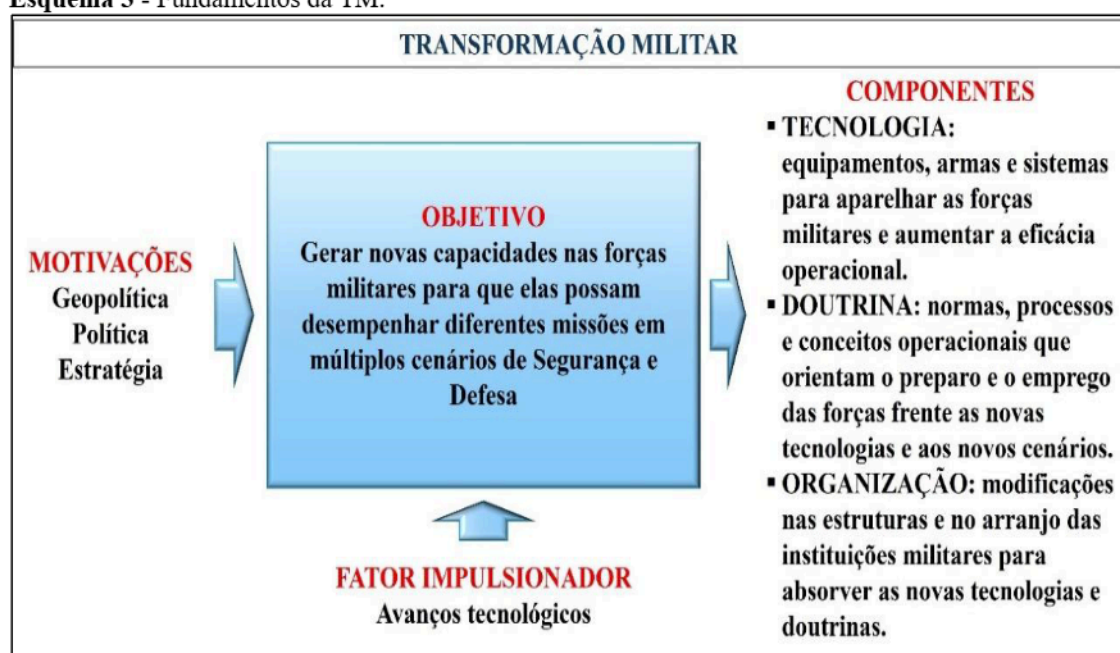 Esquema 3 - Fundamentos da TM.
TRANSFORMAÇÃO MILITAR
MOTIVAÇÕES
Geopolítica
Política
Estratégia
OBJETIVO
Gerar novas capacidades nas forças
militares para que elas possam
desempenhar diferentes missões em
múltiplos cenários de Segurança e
Defesa
FATOR IMPULSIONADOR
Avanços tecnológicos
COMPONENTES
▪ TECNOLOGIA:
equipamentos, armas e sistemas
para aparelhar as forças
militares e aumentar a eficácia
operacional.
▪ DOUTRINA: normas, processos
e conceitos operacionais que
orientam o preparo e o emprego
das forças frente as novas
tecnologias e aos novos cenários.
▪ ORGANIZAÇÃO: modificações
nas estruturas e no arranjo das
instituições militares para
absorver as novas tecnologias e
doutrinas.